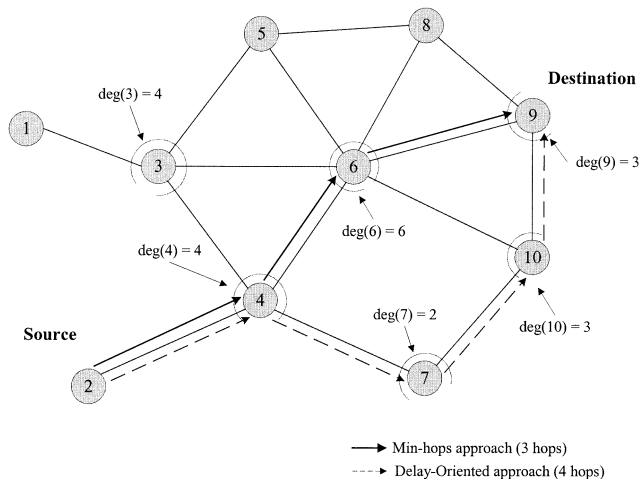 8
5
Destination
deg(3) = 4
9
1
deg(9) = 3
3
6
deg(6) = 6
deg(4) = 4
10
4
deg(7) = 2
deg(10) = 3
Source
7
2
Min-hops approach (3 hops)
Delay-Oriented approach (4 hops)